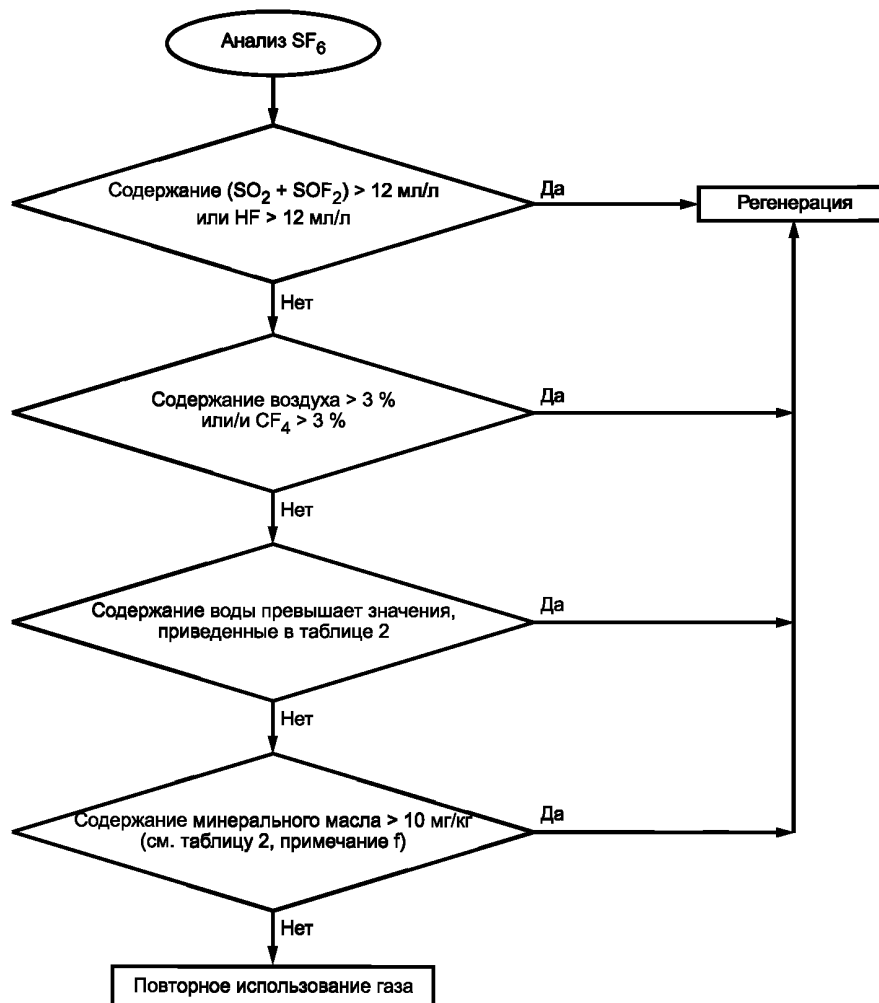 Анализ SF6
Содержание (SO2 + SOF2) > 12 мл/л
или HF > 12 мл/л
Да
Регенерация
Нет
Содержание воздуха > 3 %
или/и CF4 > 3 %
Да
Нет
Содержание воды превышает значения,
приведенные в таблице 2
Да
Нет
Содержание минерального масла > 10 мг/кг
(см. таблицу 2, примечание f)
Да
Нет
Повторное использование газа